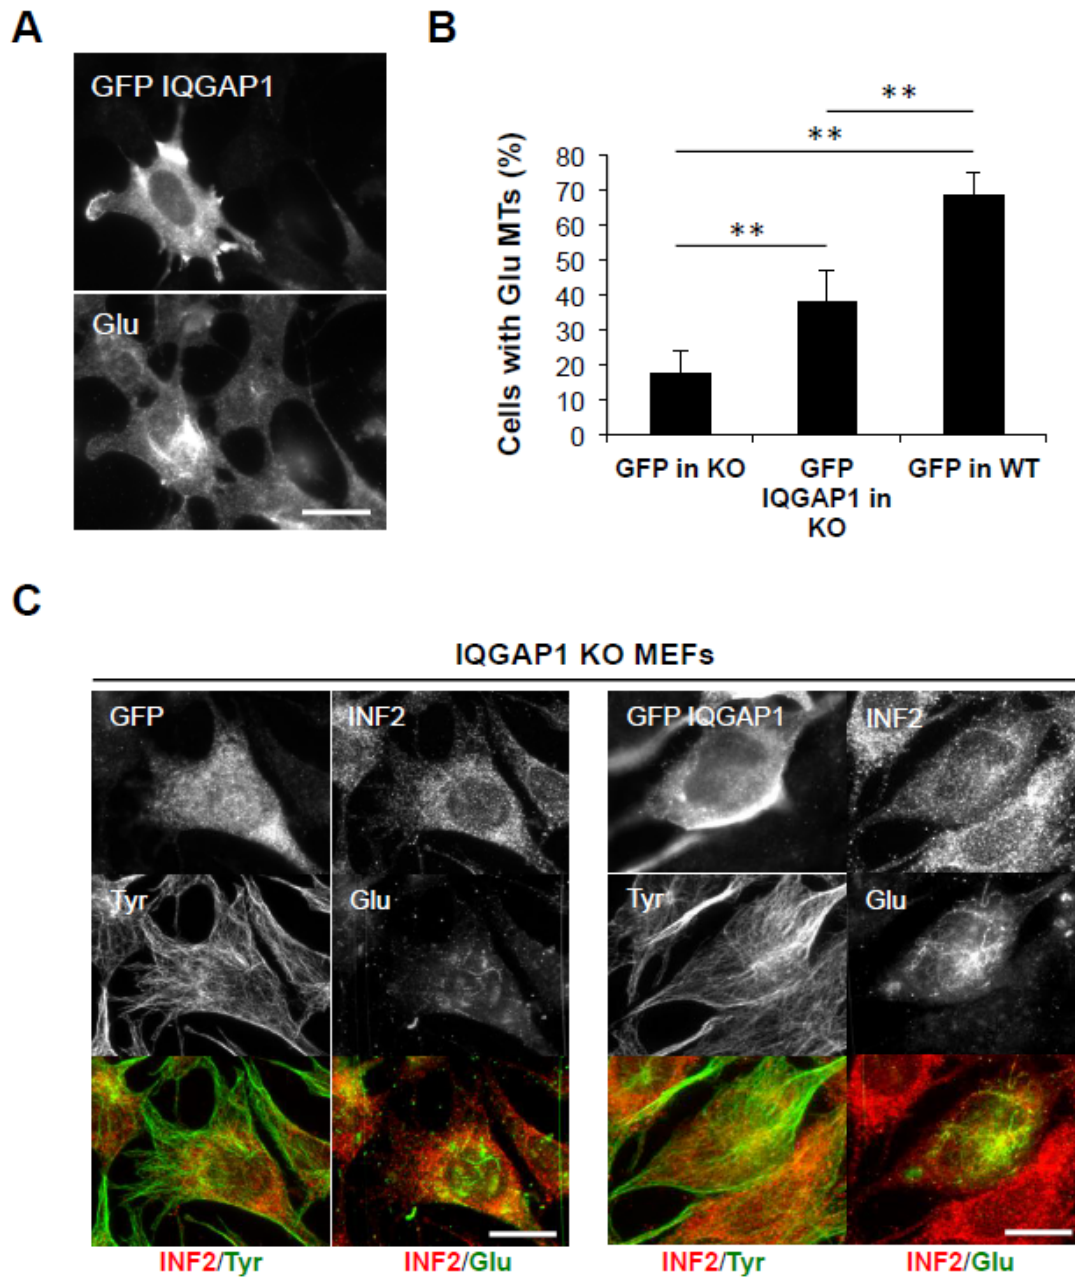 A
GFP IQGAP1
Glu
B
**
**
**
Cells with Glu MTs (%)
80
70
60
50
40
30
20
10
0
GFP in KO
GFP
IQGAP1 in
KO
GFP in WT
C
IQGAP1 KO MEFs
GFP
INF2
GFP IQGAP1
INF2
Tyr
Glu
Tyr
Glu
INF2/Tyr
INF2/Glu
INF2/Tyr
INF2/Glu